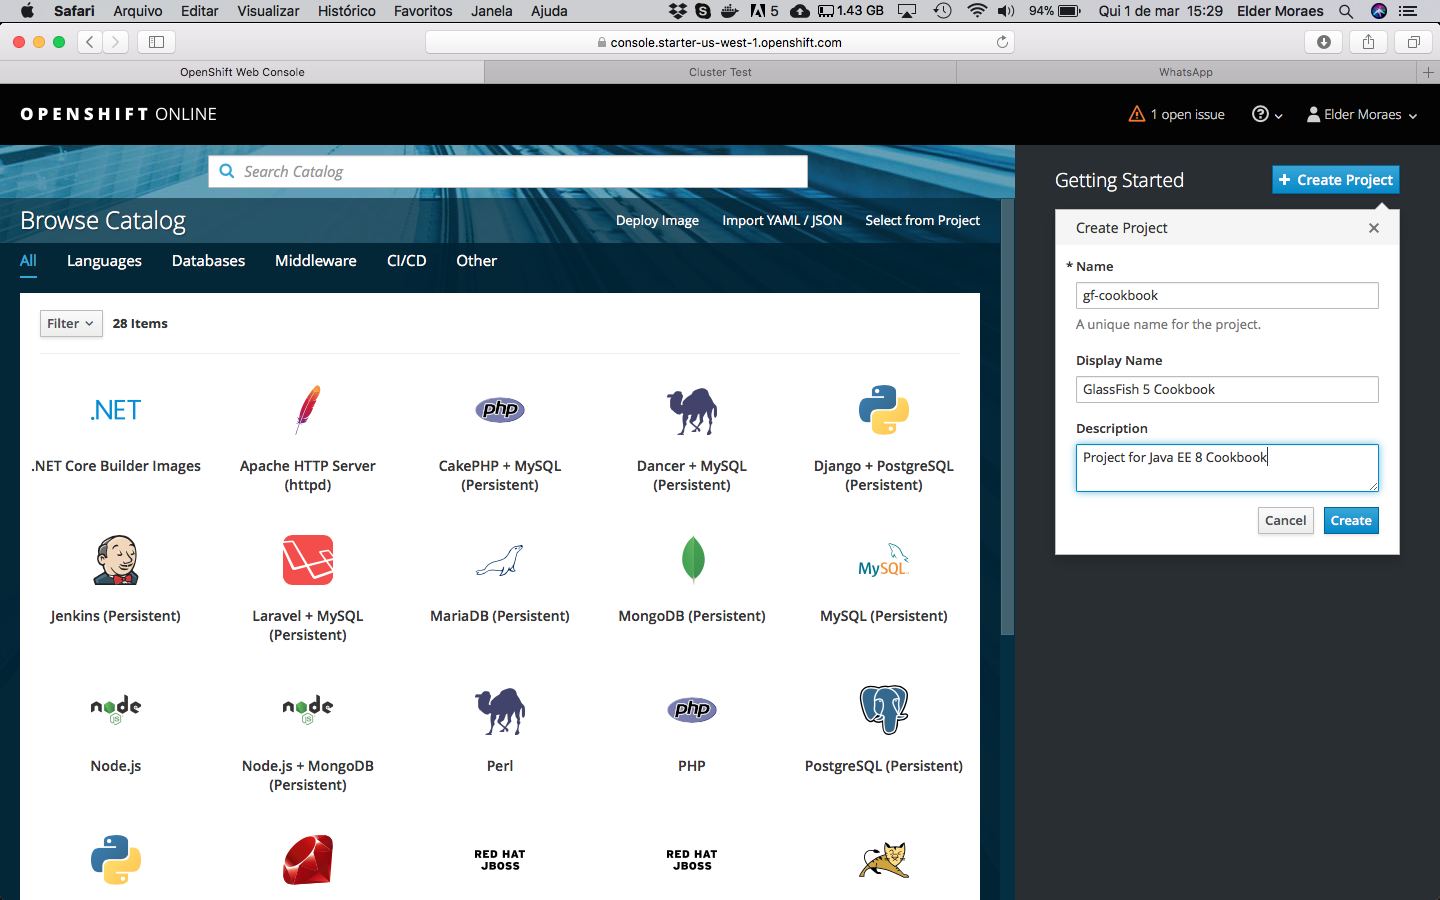 Safari Arquivo Editar Visualizar Histórico Favoritos Janela Ajuda 5 1.43 GB 94% Qui 1 de mar 15:29 Elder Moraes
console.starter-us-west-1.openshift.com
OpenShift Web Console Cluster Test WhatsApp
OPENSHIFT ONLINE 1 open issue Elder Moraes
Search Catalog
Browse Catalog Deploy Image Import YAML / JSON Select from Project
All Languages Databases Middleware CI/CD Other
Filter 28 Items
.NET
php
.NET Core Builder Images
Apache HTTP Server
(httpd)
CakePHP + MySQL
(Persistent)
Dancer + MySQL
(Persistent)
Django + PostgreSQL
(Persistent)
MySQL
Jenkins (Persistent)
Laravel + MySQL
(Persistent)
MariaDB (Persistent)
MongoDB (Persistent)
MySQL (Persistent)
node
JS
node
JS
php
Node.js
Node.js + MongoDB
(Persistent)
Perl
PHP
PostgreSQL (Persistent)
RED HAT
JBOSS
RED HAT
JBOSS
Getting Started
+ Create Project
Create Project
* Name
gf-cookbook
A unique name for the project.
Display Name
GlassFish 5 Cookbook
Description
Project for Java EE 8 Cookbook
Cancel Create